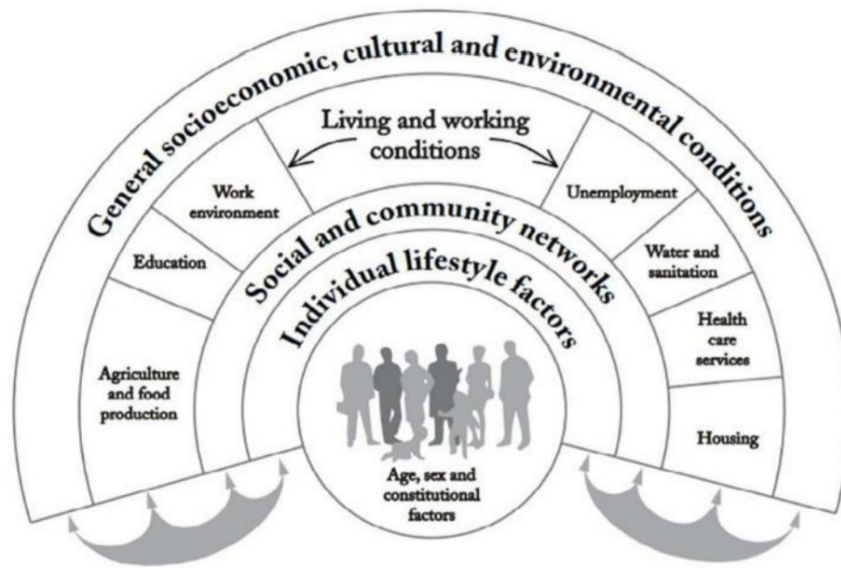 General socioeconomic, cultural and environmental conditions
Living and working
conditions
Work
environment
Unemployment
Education
Water and
sanitation
Agriculture
and food
production
Health
care
services
Housing
Social and community networks
Individual lifestyle factors
Age, sex and
constitutional
factors